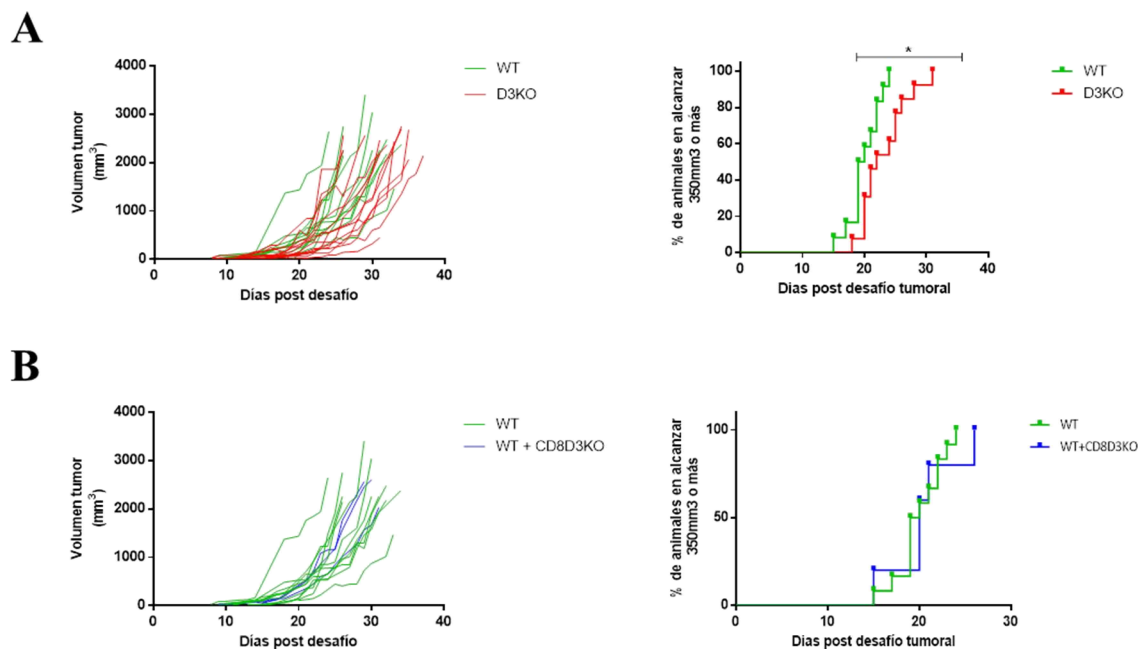 A
4000
3000
2000
1000
0
0 10 20 30 40
Volumen tumor
(mm3)
Días post desafío
WT
D3KO
*
100
80
60
40
20
0
0 10 20 30 40
% de animales en alcanzar
350mm3 o más
Dias post desafío tumoral
WT
D3KO
B
4000
3000
2000
1000
0
0 10 20 30 40
Volumen tumor
(mm3)
Días post desafío
WT
WT + CD8D3KO
100
50
0
0 10 20 30
% de animales en alcanzar
350mm3 o más
Dias post desafío tumoral
WT
WT+CD8D3KO